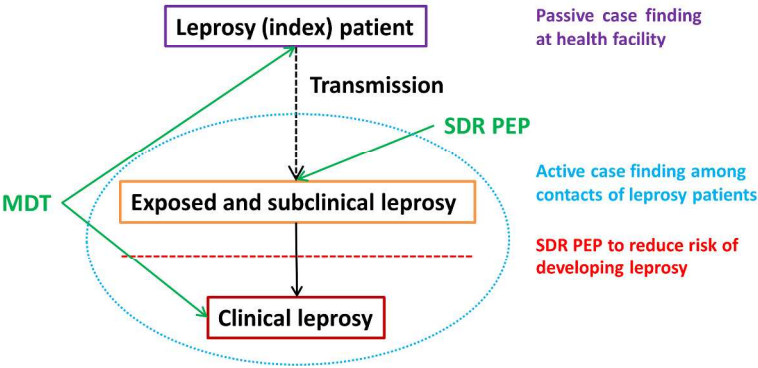 Leprosy (index) patient
Passive case finding
at health facility
Transmission
SDR PEP
MDT
Exposed and subclinical leprosy
Active case finding among
contacts of leprosy patients
SDR PEP to reduce risk of
developing leprosy
Clinical leprosy